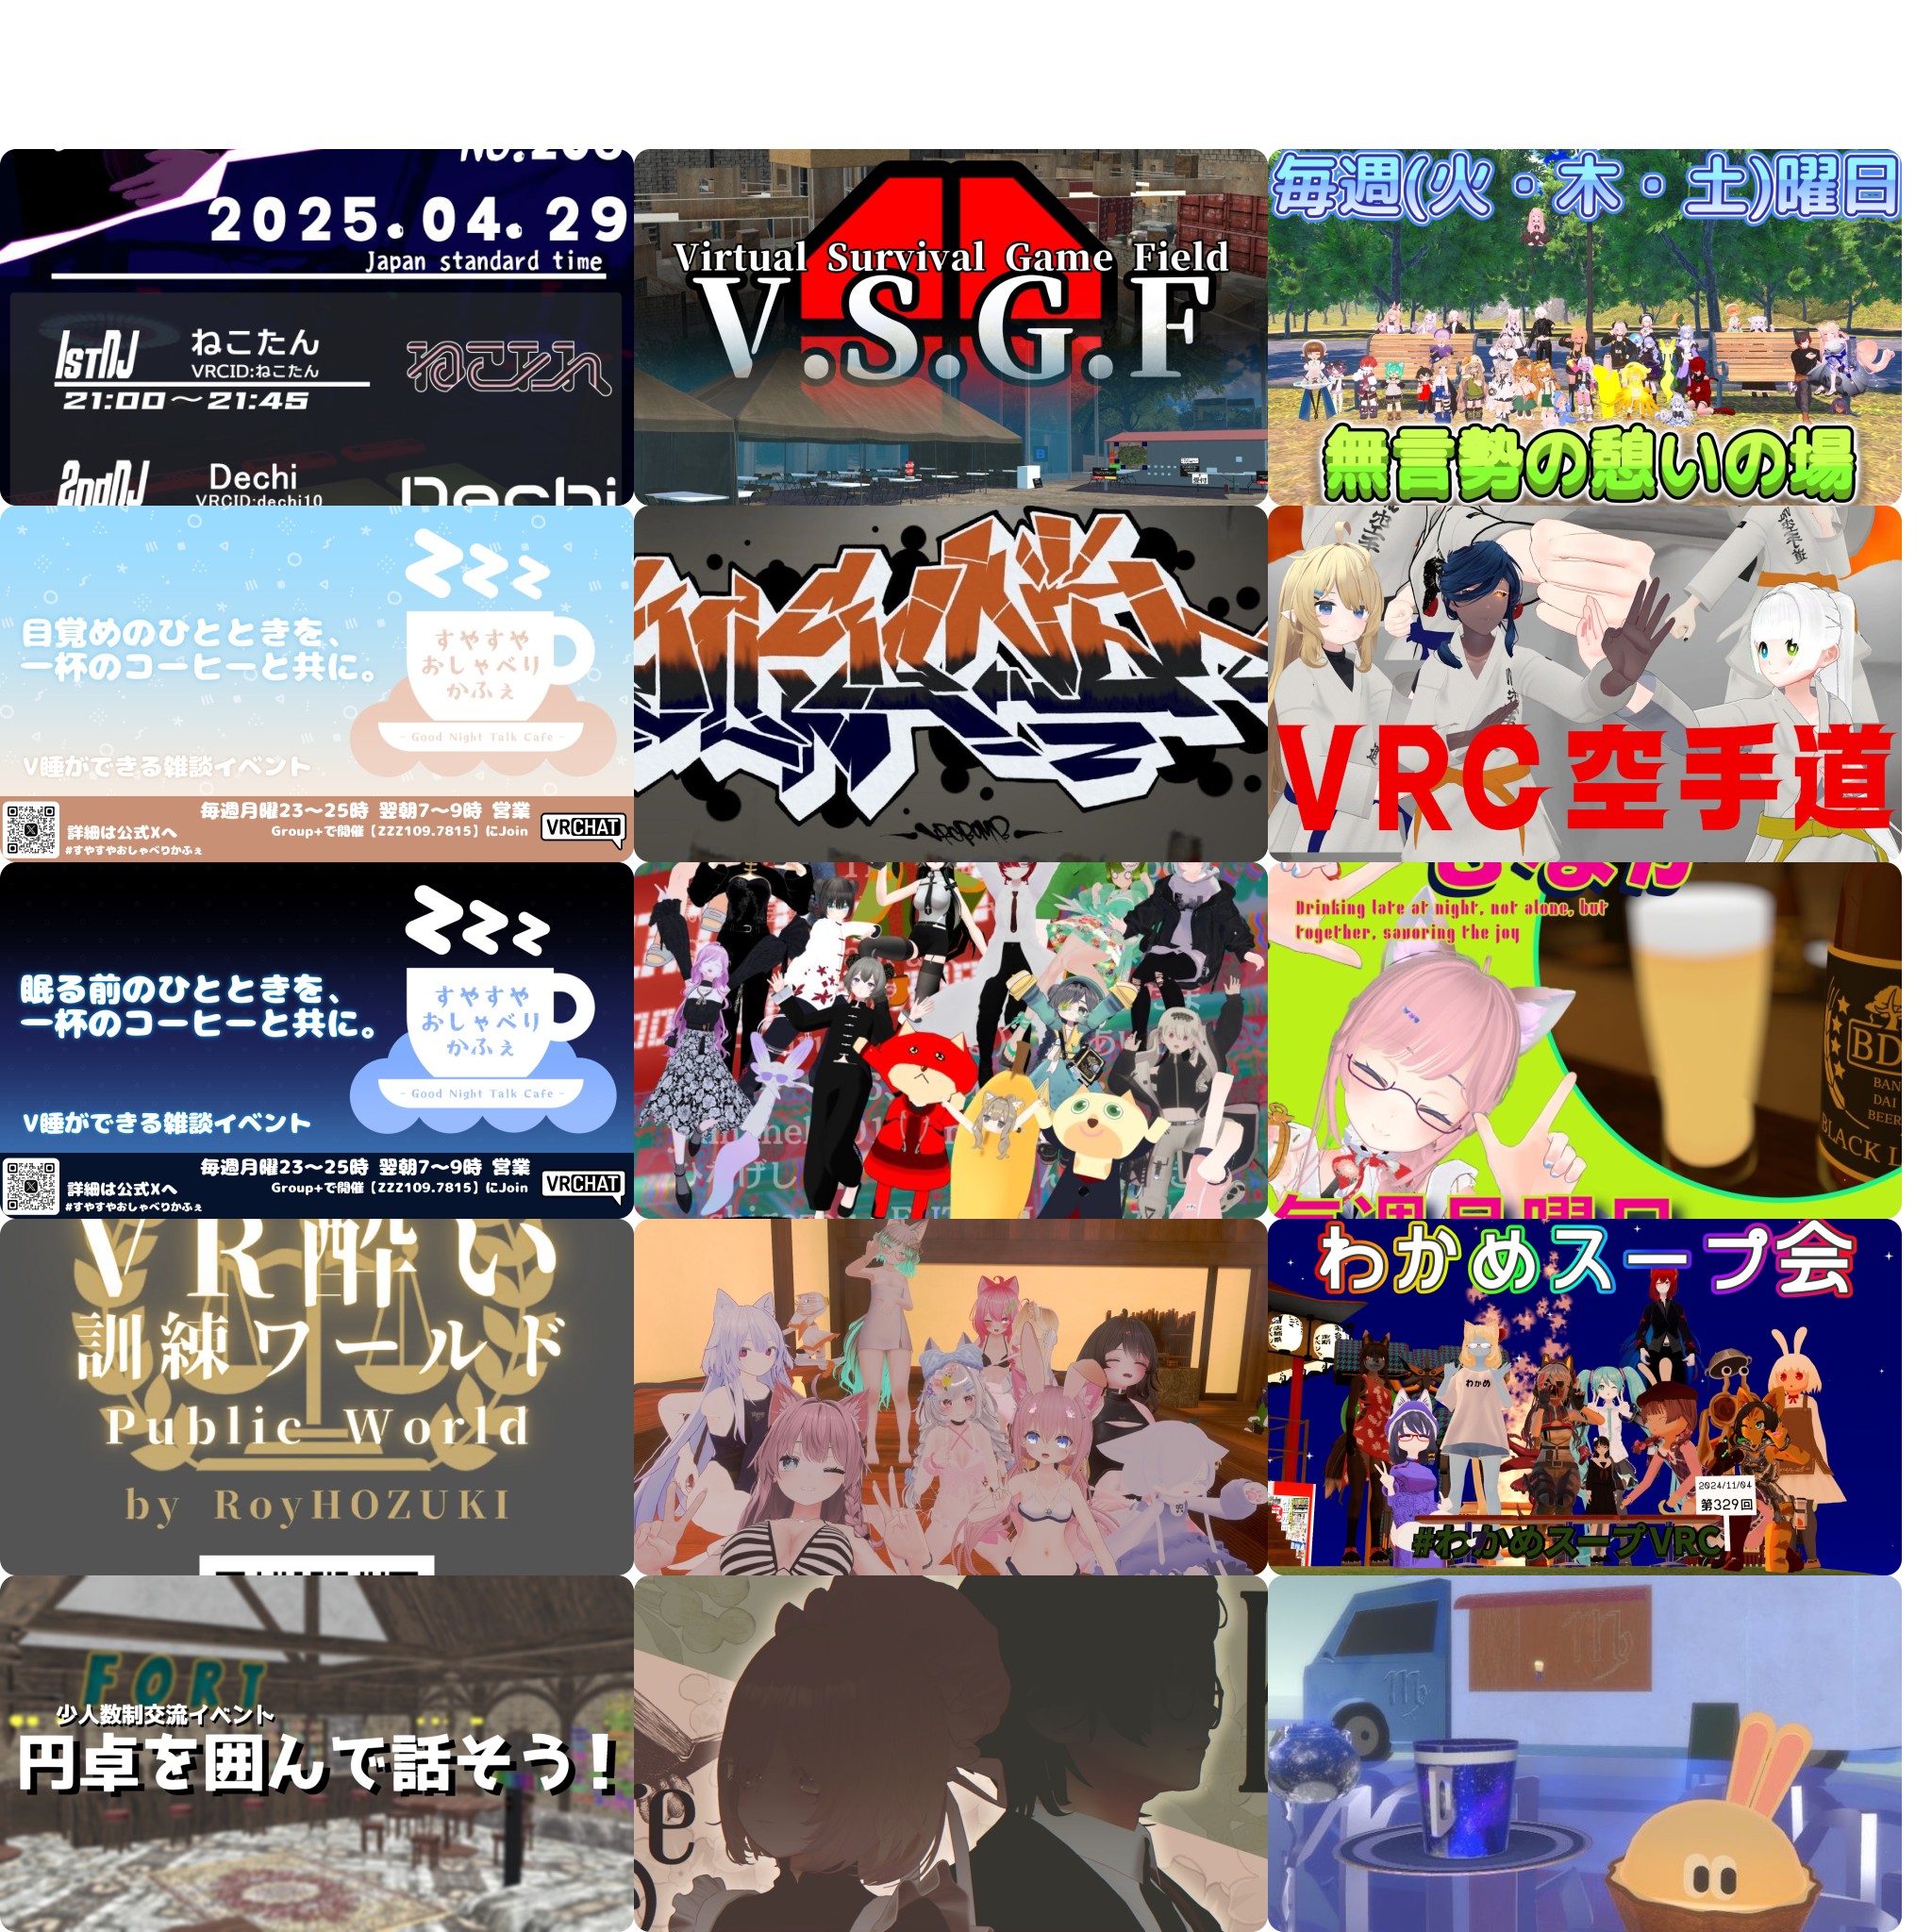 2025.04.29
Japan standard time
1STDJ
ねこたん
VRCID:ねこたん
ねこたん
21:00～21:45
2ndDJ
Dechi
VRCID:dechi10
Dechi
Virtual Survival Game Field
V.S.G.F
毎週(火・木・土)曜日
無言勢の憩いの場
目覚めのひとときを、
一杯のコーヒーと共に。
すやすや
おしゃべり
かふぇ
- Good Night Talk Cafe -
V睡ができる雑談イベント
毎週月曜23～25時 翌朝7～9時 営業
Group+で開催【ZZZ109.7815】にJoin
詳細は公式Xへ
#すやすやおしゃべりかふぇ
VRCHAT
VRC空手道
眠る前のひとときを、
一杯のコーヒーと共に。
すやすや
おしゃべり
かふぇ
- Good Night Talk Cafe -
V睡ができる雑談イベント
毎週月曜23～25時 翌朝7～9時 営業
Group+で開催【ZZZ109.7815】にJoin
詳細は公式Xへ
#すやすやおしゃべりかふぇ
VRCHAT
Drinking late at night, not alone, but
together, savoring the joy
毎週月曜日
VR酔い
訓練ワールド
Public World
by RoyHOZUKI
わかめスープ会
わかめ
2024/11/04
第329回
#わかめスープVRC
FORT
少人数制交流イベント
円卓を囲んで話そう!